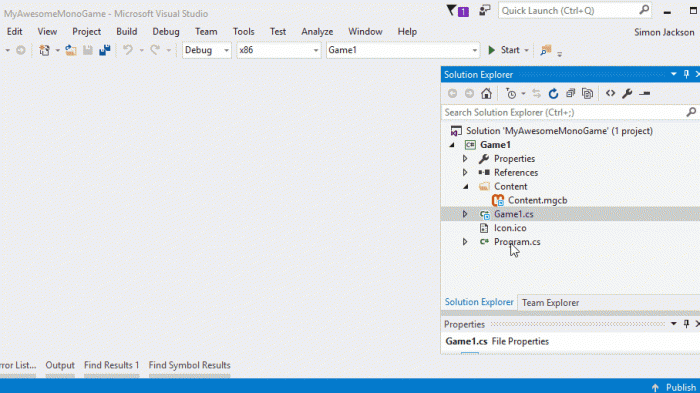 MyAwesomeMonoGame - Microsoft Visual Studio
1
Quick Launch (Ctrl+Q)
Edit View Project Build Debug Team Tools Test Analyze Window Help
Simon Jackson
Debug x86 Game1 Start
Solution Explorer
Search Solution Explorer (Ctrl+;)
Solution 'MyAwesomeMonoGame' (1 project)
C# Game1
Properties
References
Content
Content.mgcb
C# Game1.cs
Icon.ico
C# Program.cs
Solution Explorer Team Explorer
Properties
Game1.cs File Properties
rror List... Output Find Results 1 Find Symbol Results
Publish